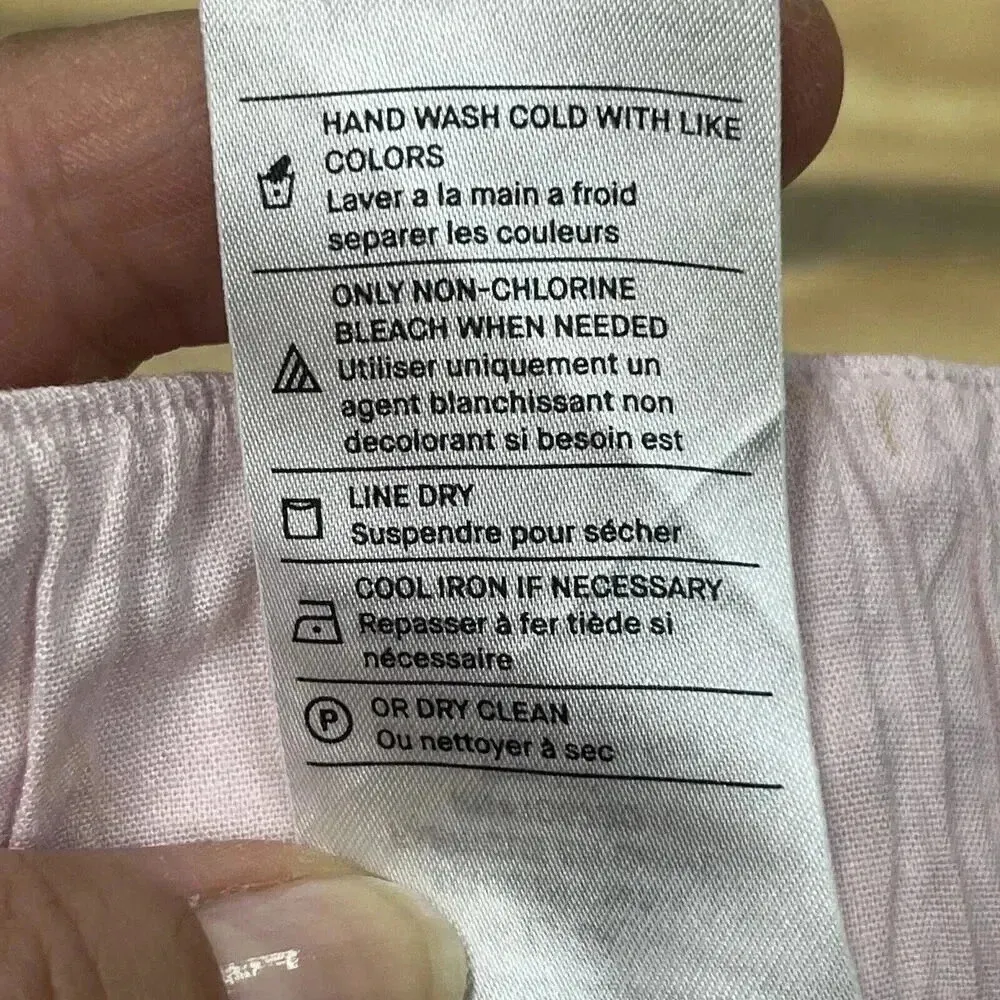 HAND WASH COLD WITH LIKE
COLORS
Laver a la main a froid
separer les couleurs
ONLY NON-CHLORINE
BLEACH WHEN NEEDED
Utiliser uniquement un
agent blanchissant non
decolorant si besoin est
LINE DRY
Suspendre pour sécher
COOL IRON IF NECESSARY
Repasser à fer tiède si
nécessaire
P
OR DRY CLEAN
Ou nettoyer à sec